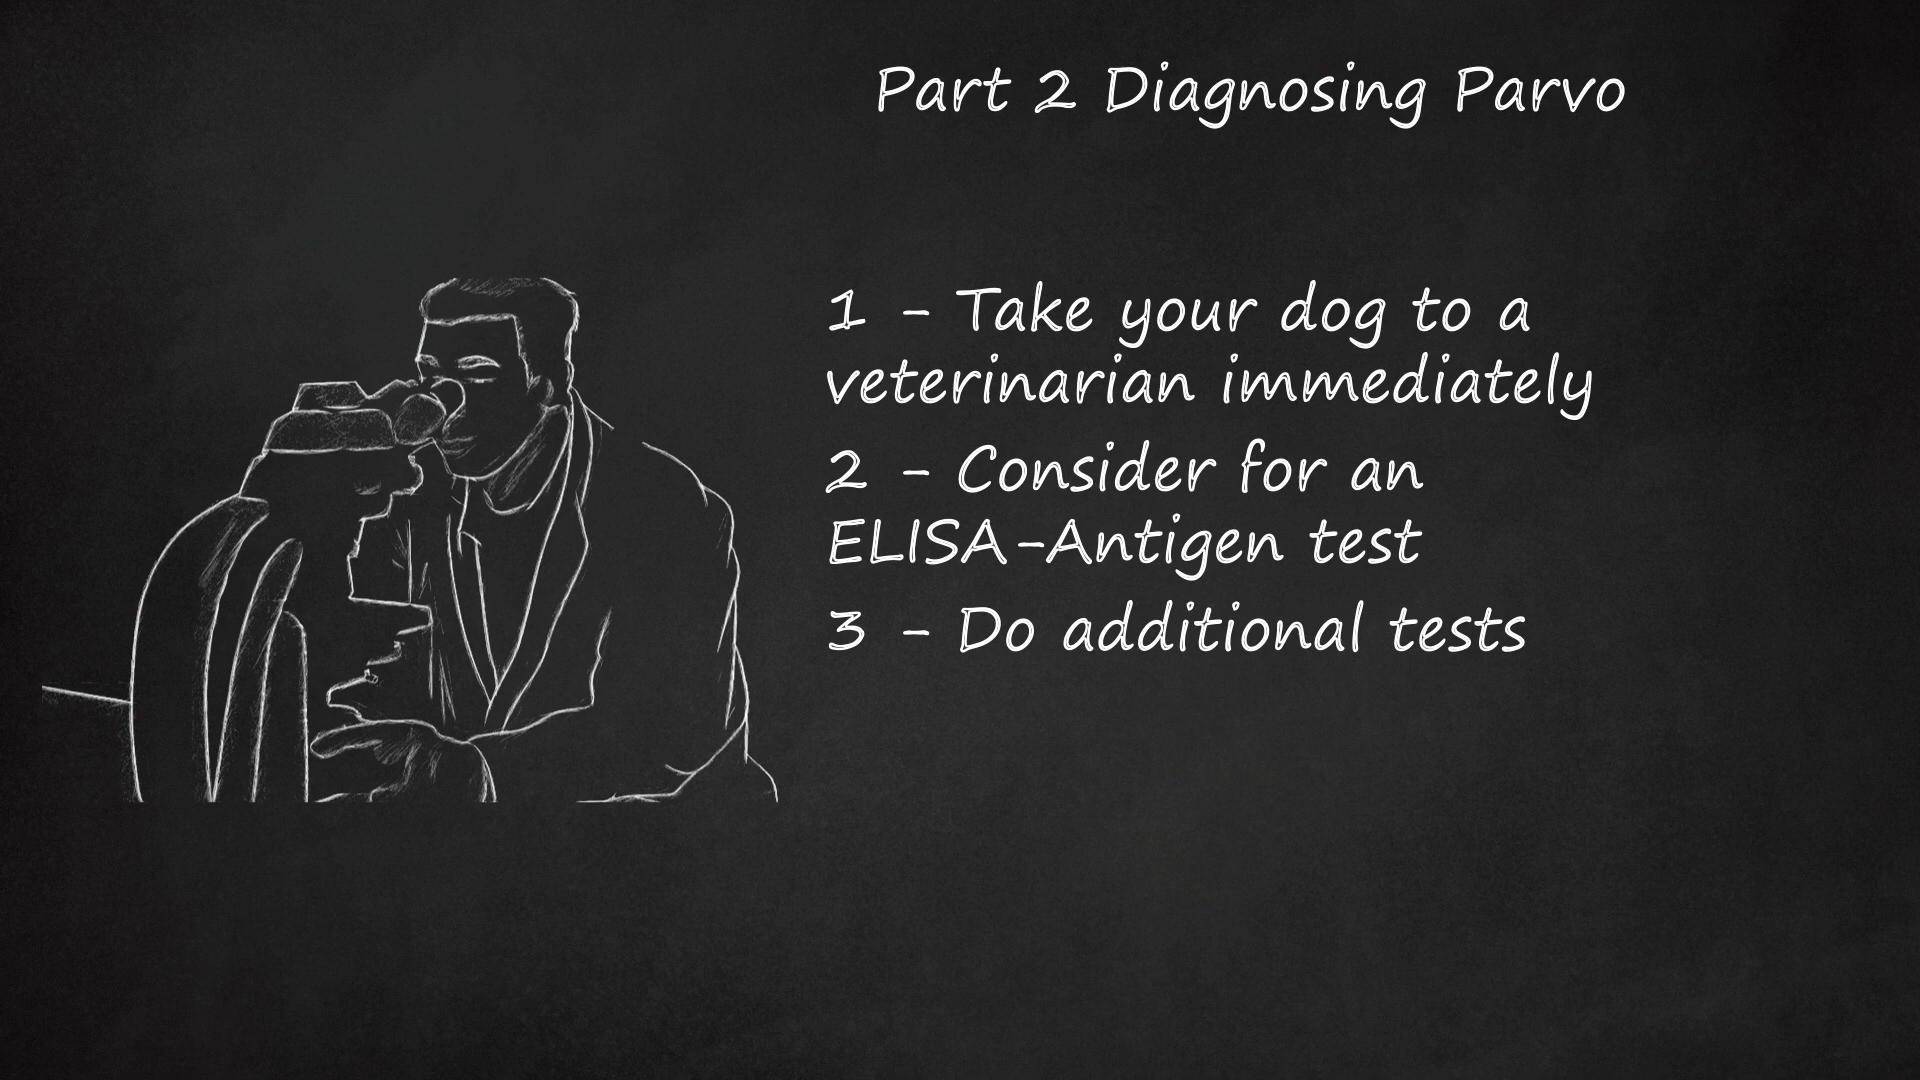 Part 2 Diagnosing Parvo
1 - Take your dog to a
veterinarian immediately
2 - Consider for an
ELISA-Antigen test
3 - Do additional tests